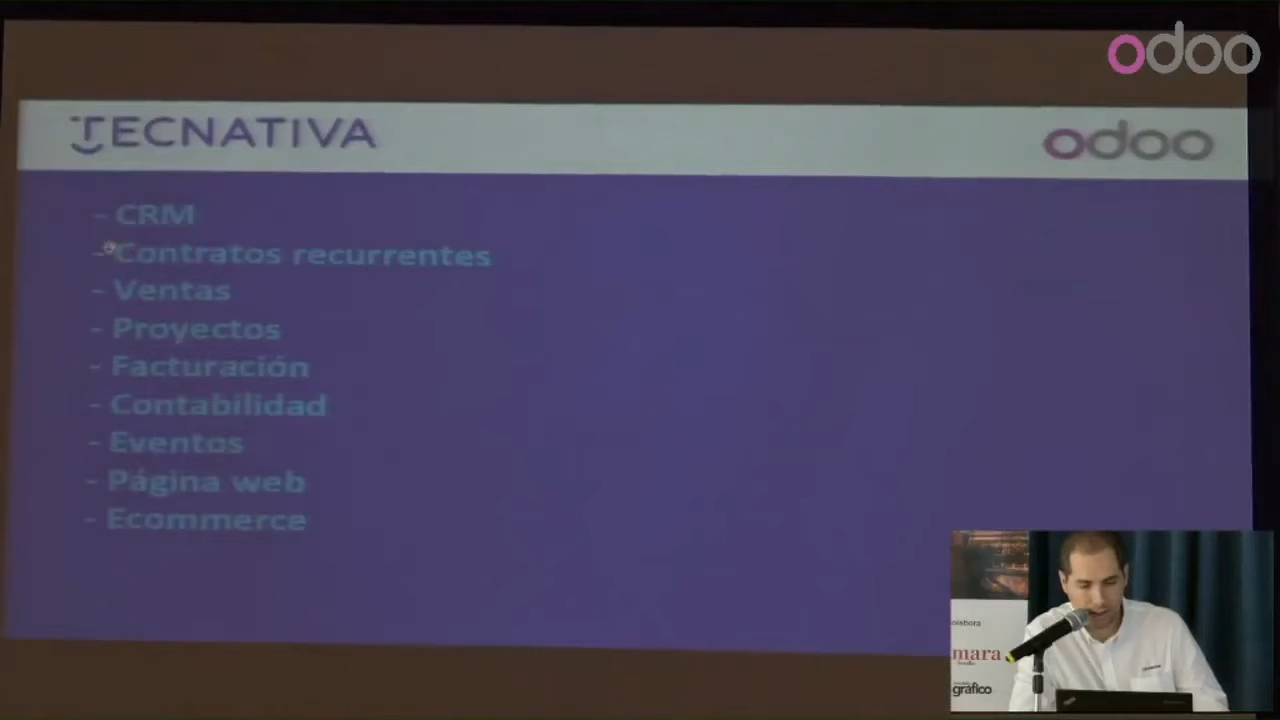 odoo
TECNATIVA
odoo
- CRM
- Contratos recurrentes
- Ventas
- Proyectos
- Facturación
- Contabilidad
- Eventos
- Página web
- Ecommerce
mara
gráfico